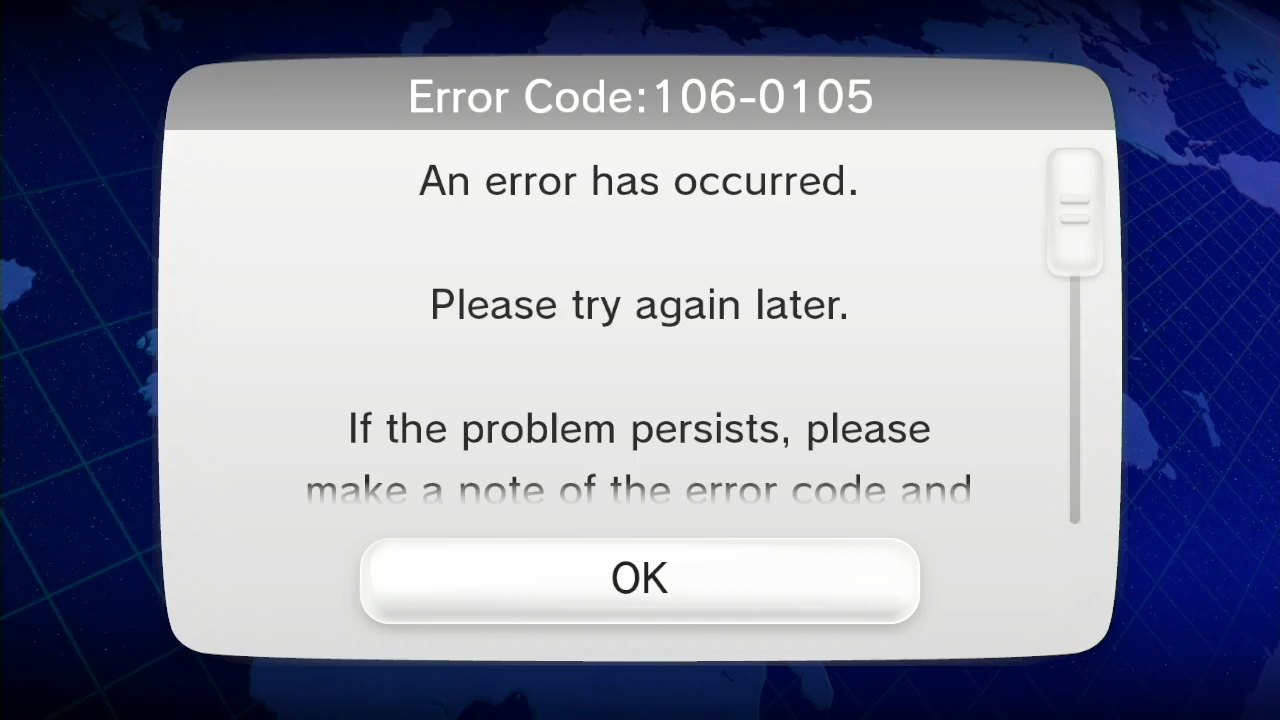 Error Code:106-0105
An error has occurred.
Please try again later.
If the problem persists, please
make a note of the error code and
OK